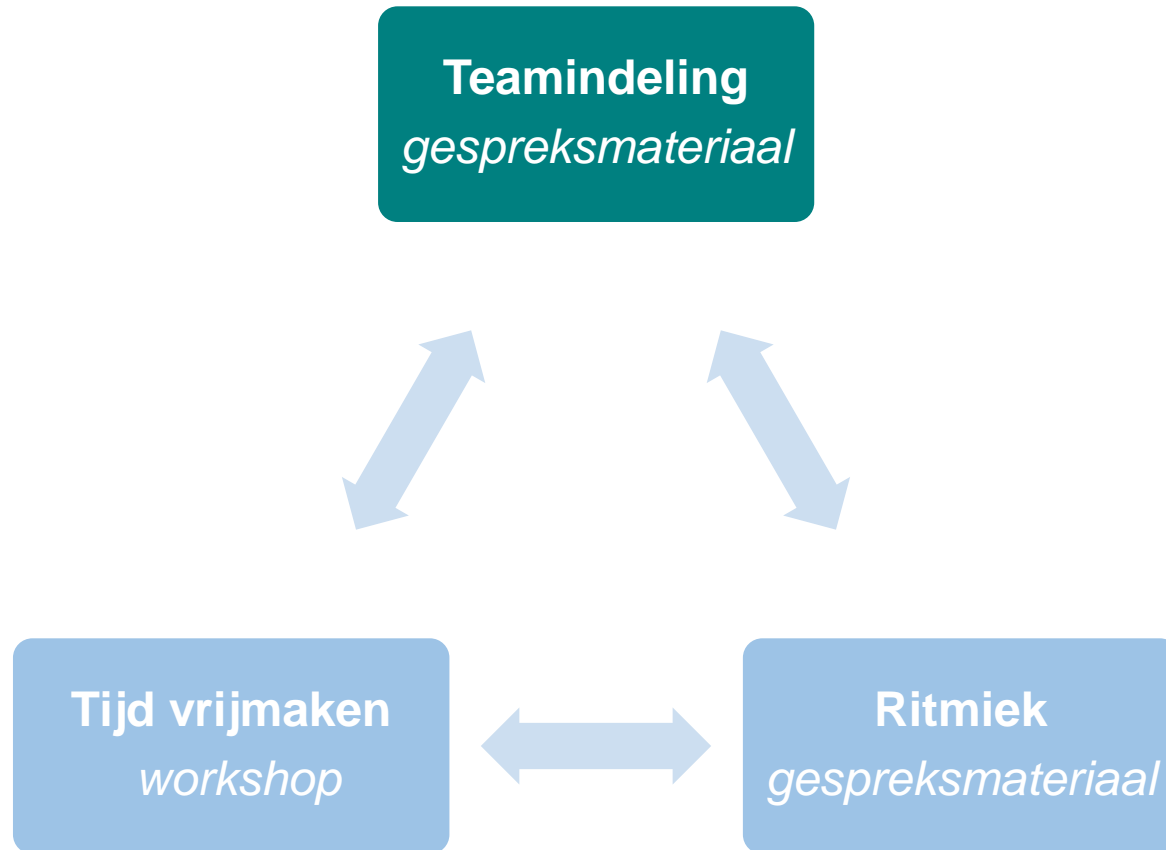 Teamindeling
gespreksmateriaal
Tijd vrijmaken
workshop
Ritmiek
gespreksmateriaal